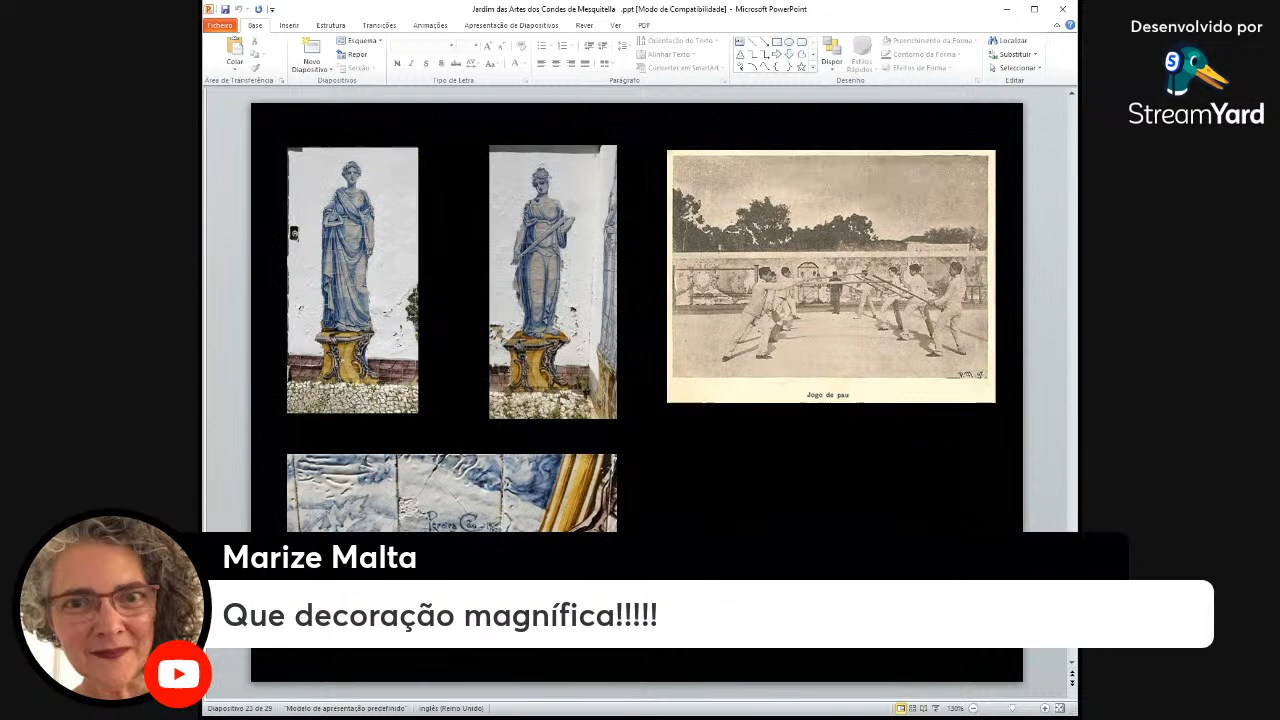 Jardim das Artes dos Condes de Mesquitella .ppt [Modo de Compatibilidade] - Microsoft PowerPoint
Ficheiro Base Inserir Estrutura Transições Animações Apresentação de Diapositivos Rever Ver PDF
Colar
Área de Transferência
Novo
Diapositivo
Esquema
Repor
Secção
Diapositivos
Tipo de Letra
Orientação do Texto
Alinhar Texto
Converter em SmartArt
Parágrafo
Dispor
Estilos
Rápidos
Preenchimento da Forma
Contorno da Forma
Efeitos de Forma
Desenho
Localizar
Substituir
Selecionar
Editar
Desenvolvido por
StreamYard
Jogo de pau
Marize Malta
Que decoração magnífica!!!!!
Diapositivo 23 de 29 "Modelo de apresentação predefinido" Inglês (Reino Unido) 130%